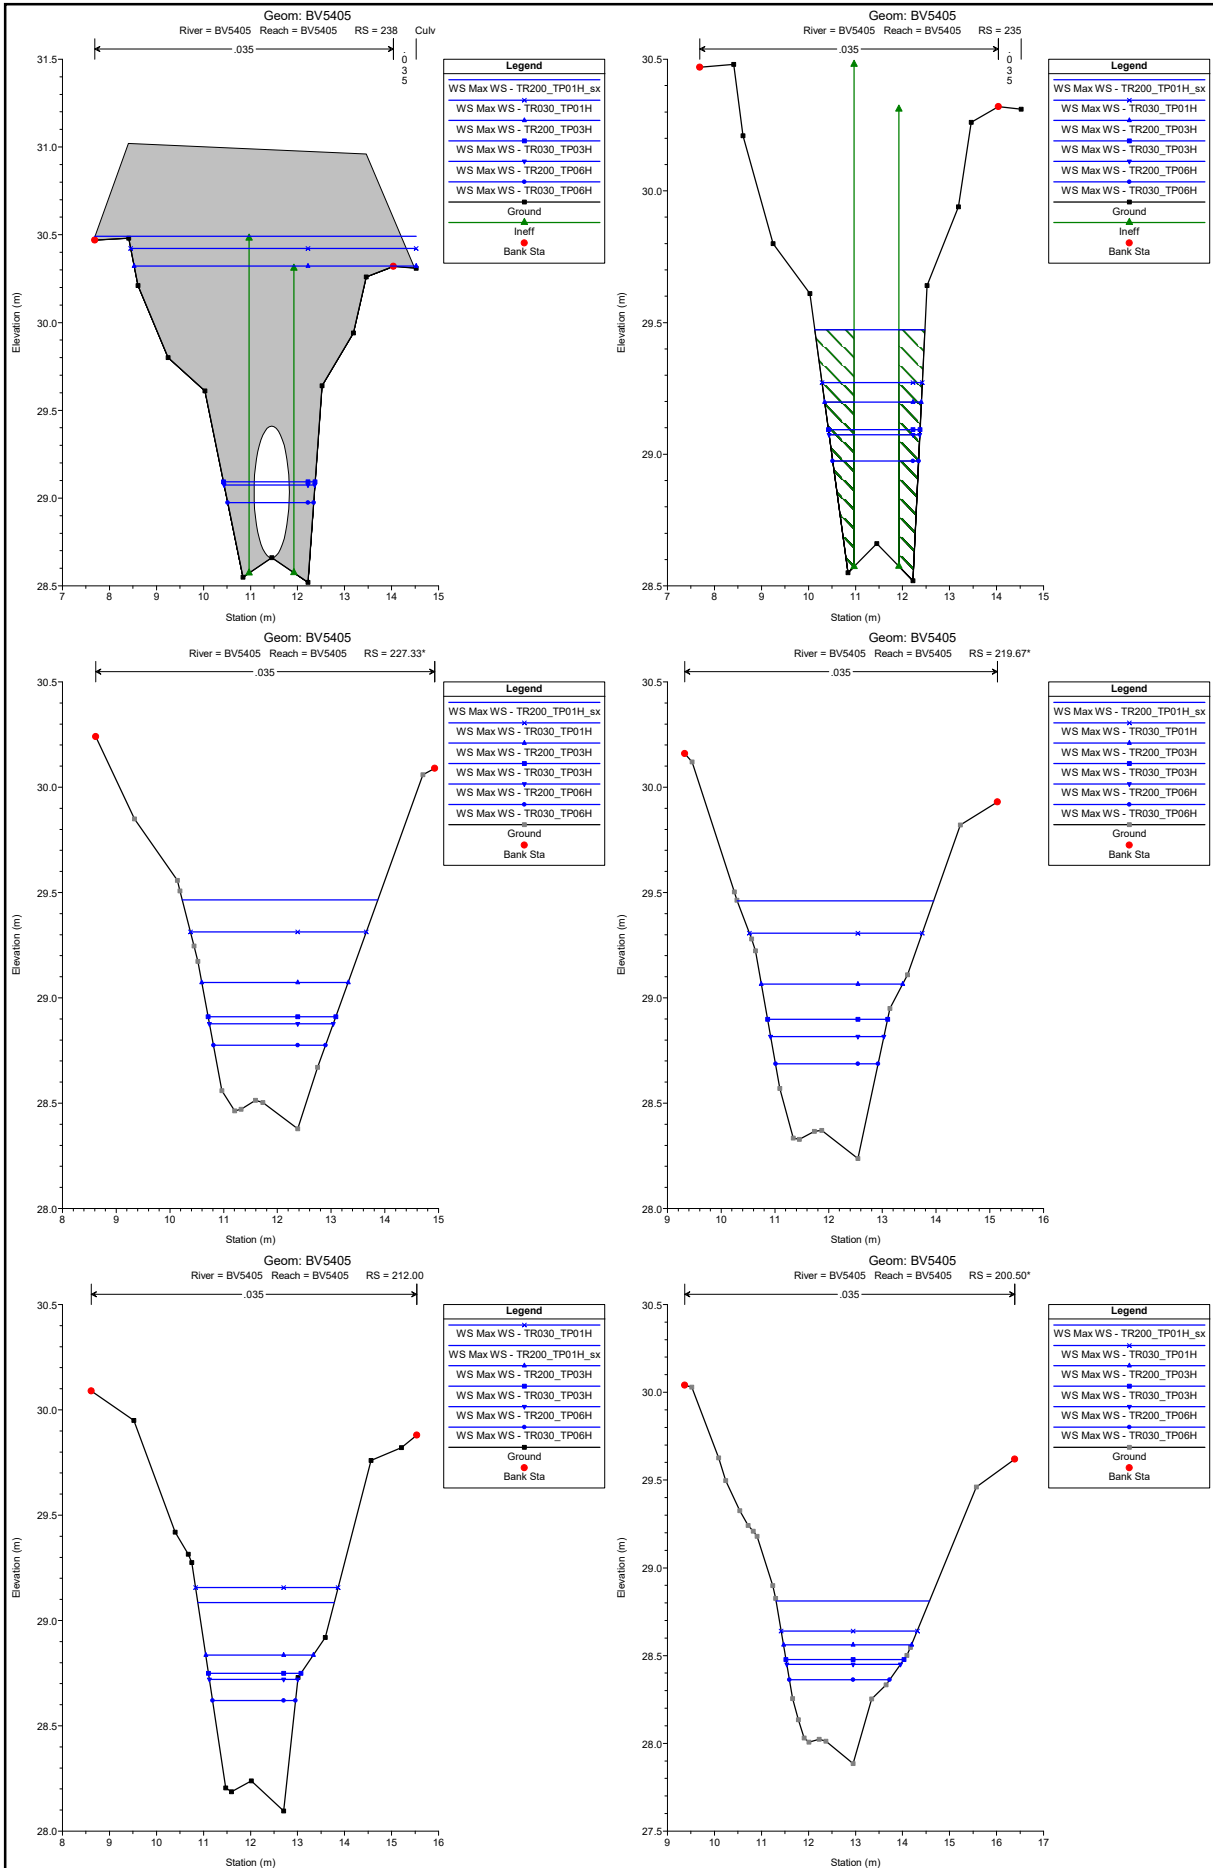 Geom: BV5405
River = BV5405 Reach = BV5405 RS = 238 Culv
.035
.035
Legend
WS Max WS - TR200_TP01H_sx
WS Max WS - TR030_TP01H
WS Max WS - TR200_TP03H
WS Max WS - TR030_TP03H
WS Max WS - TR200_TP06H
WS Max WS - TR030_TP06H
Ground
Ineff
Bank Sta
31.5
31.0
30.5
30.0
29.5
29.0
28.5
Elevation (m)
7 8 9 10 11 12 13 14 15
Station (m)
Geom: BV5405
River = BV5405 Reach = BV5405 RS = 235
.035
.035
Legend
WS Max WS - TR200_TP01H_sx
WS Max WS - TR030_TP01H
WS Max WS - TR200_TP03H
WS Max WS - TR030_TP03H
WS Max WS - TR200_TP06H
WS Max WS - TR030_TP06H
Ground
Ineff
Bank Sta
30.5
30.0
29.5
29.0
28.5
Elevation (m)
7 8 9 10 11 12 13 14 15
Station (m)
Geom: BV5405
River = BV5405 Reach = BV5405 RS = 227.33*
.035
Legend
WS Max WS - TR200_TP01H_sx
WS Max WS - TR030_TP01H
WS Max WS - TR200_TP03H
WS Max WS - TR030_TP03H
WS Max WS - TR200_TP06H
WS Max WS - TR030_TP06H
Ground
Bank Sta
30.5
30.0
29.5
29.0
28.5
28.0
Elevation (m)
8 9 10 11 12 13 14 15
Station (m)
Geom: BV5405
River = BV5405 Reach = BV5405 RS = 219.67*
.035
Legend
WS Max WS - TR200_TP01H_sx
WS Max WS - TR030_TP01H
WS Max WS - TR200_TP03H
WS Max WS - TR030_TP03H
WS Max WS - TR200_TP06H
WS Max WS - TR030_TP06H
Ground
Bank Sta
30.5
30.0
29.5
29.0
28.5
28.0
Elevation (m)
9 10 11 12 13 14 15 16
Station (m)
Geom: BV5405
River = BV5405 Reach = BV5405 RS = 212.00
.035
Legend
WS Max WS - TR030_TP01H
WS Max WS - TR200_TP01H_sx
WS Max WS - TR200_TP03H
WS Max WS - TR030_TP03H
WS Max WS - TR200_TP06H
WS Max WS - TR030_TP06H
Ground
Bank Sta
30.5
30.0
29.5
29.0
28.5
28.0
Elevation (m)
8 9 10 11 12 13 14 15 16
Station (m)
Geom: BV5405
River = BV5405 Reach = BV5405 RS = 200.50*
.035
Legend
WS Max WS - TR200_TP01H_sx
WS Max WS - TR030_TP01H
WS Max WS - TR200_TP03H
WS Max WS - TR030_TP03H
WS Max WS - TR200_TP06H
WS Max WS - TR030_TP06H
Ground
Bank Sta
30.5
30.0
29.5
29.0
28.5
28.0
27.5
Elevation (m)
9 10 11 12 13 14 15 16 17
Station (m)